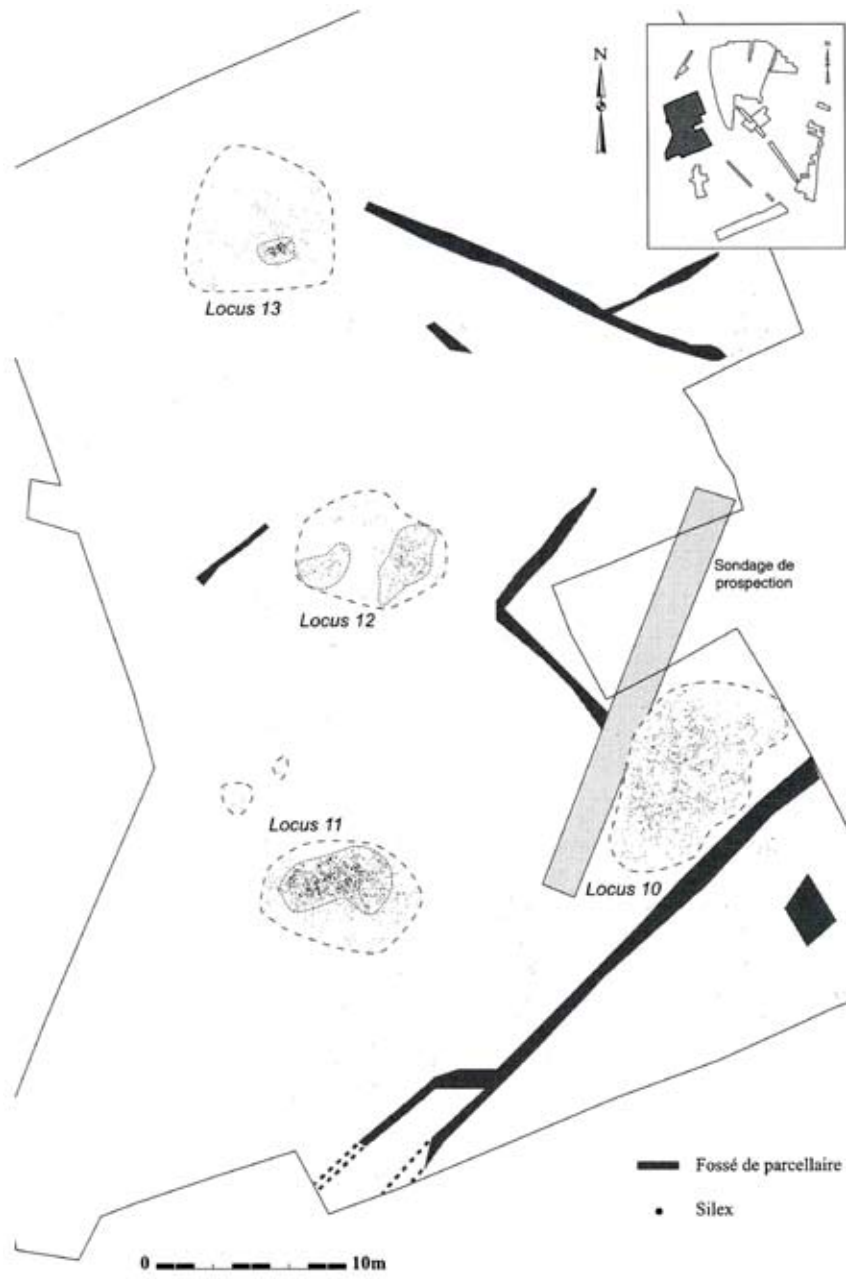 N
N
Locus 13
Sondage de
prospection
Locus 12
Locus 11
Locus 10
Fossé de parcellaire
Silex
0 10m